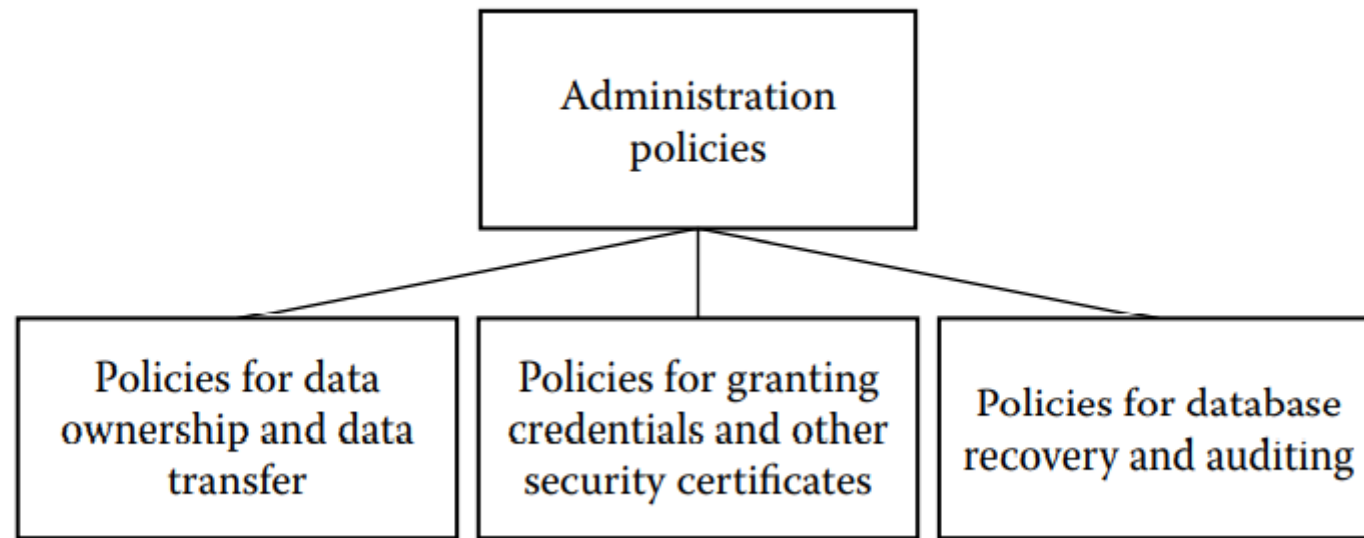 Administration
policies
Policies for data
ownership and data
transfer
Policies for granting
credentials and other
security certificates
Policies for database
recovery and auditing